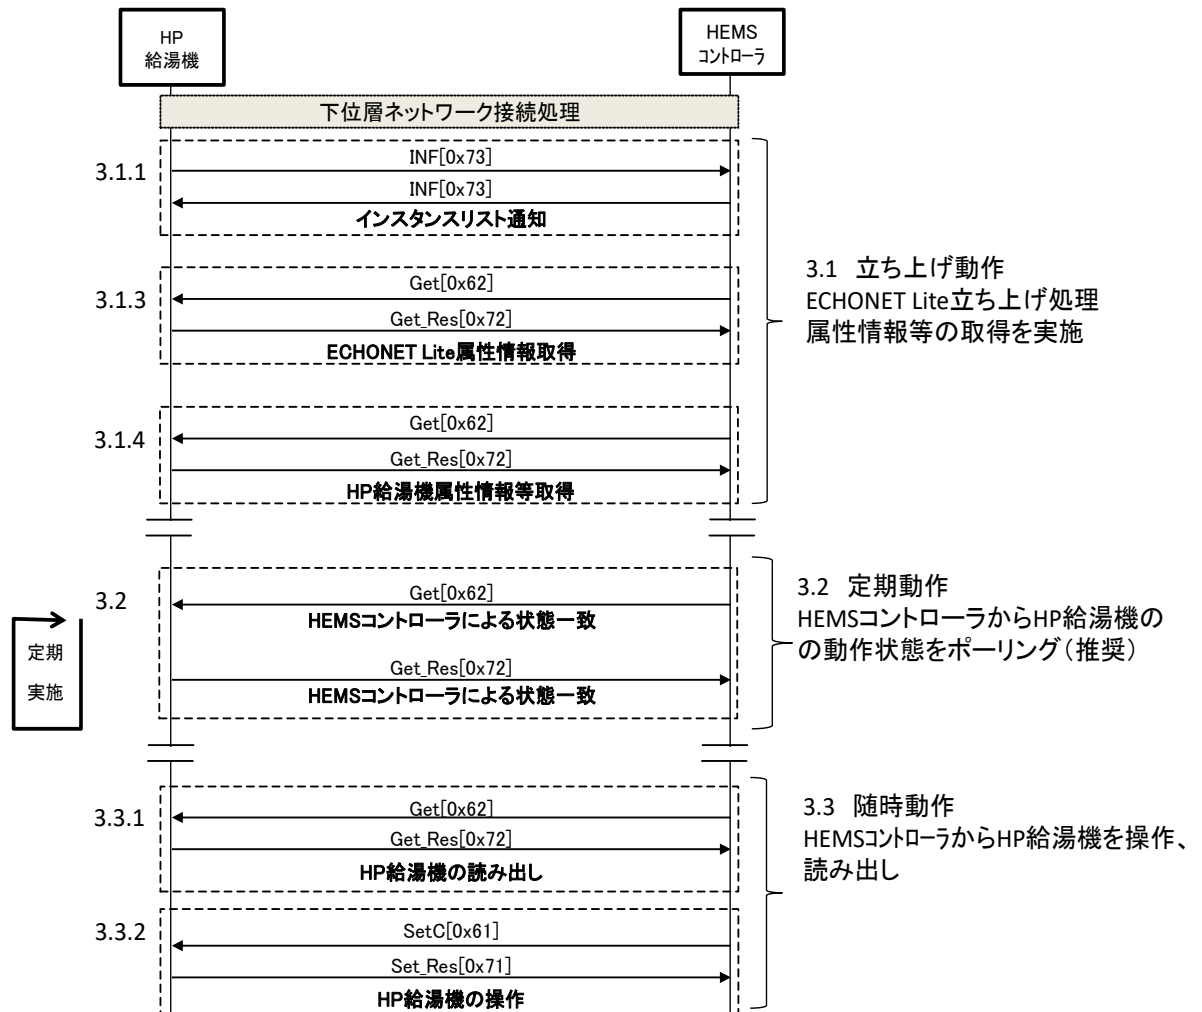 HP
給湯機
HEMS
コントローラ
下位層ネットワーク接続処理
3.1.1
INF[0x73]
INF[0x73]
インスタンスリスト通知
3.1.3
Get[0x62]
Get_Res[0x72]
ECHONET Lite属性情報取得
3.1.4
Get[0x62]
Get_Res[0x72]
HP給湯機属性情報等取得
3.1 立ち上げ動作
ECHONET Lite立ち上げ処理
属性情報等の取得を実施
3.2
Get[0x62]
HEMSコントローラによる状態一致
Get_Res[0x72]
HEMSコントローラによる状態一致
定期
実施
3.2 定期動作
HEMSコントローラからHP給湯機の
の動作状態をポーリング（推奨）
3.3.1
Get[0x62]
Get_Res[0x72]
HP給湯機の読み出し
3.3.2
SetC[0x61]
Set_Res[0x71]
HP給湯機の操作
3.3 随時動作
HEMSコントローラからHP給湯機を操作、
読み出し